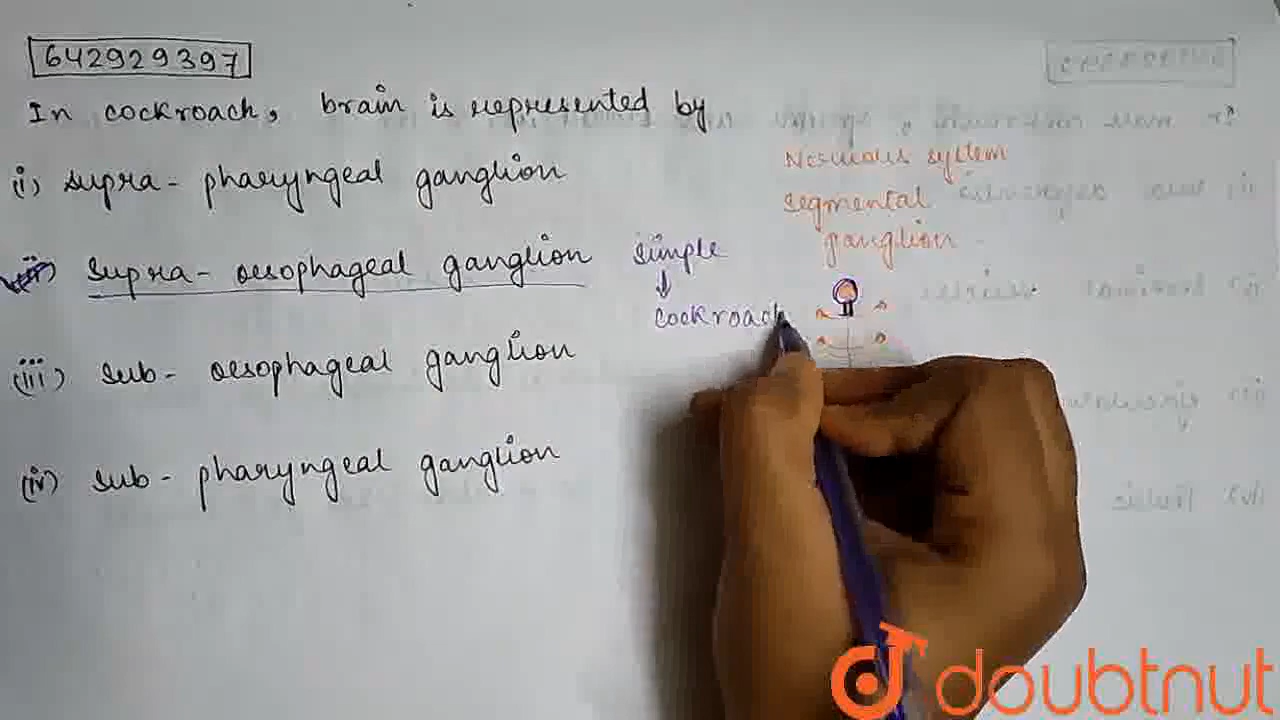 642929397
In cockroach, brain is represented by
(i) supra-pharyngeal ganglion
(ii) supra-oesophageal ganglion
(iii) sub-oesophageal ganglion
(iv) sub-pharyngeal ganglion
Nervous system
segmental
ganglion
simple
↓
cockroach
doubtnut